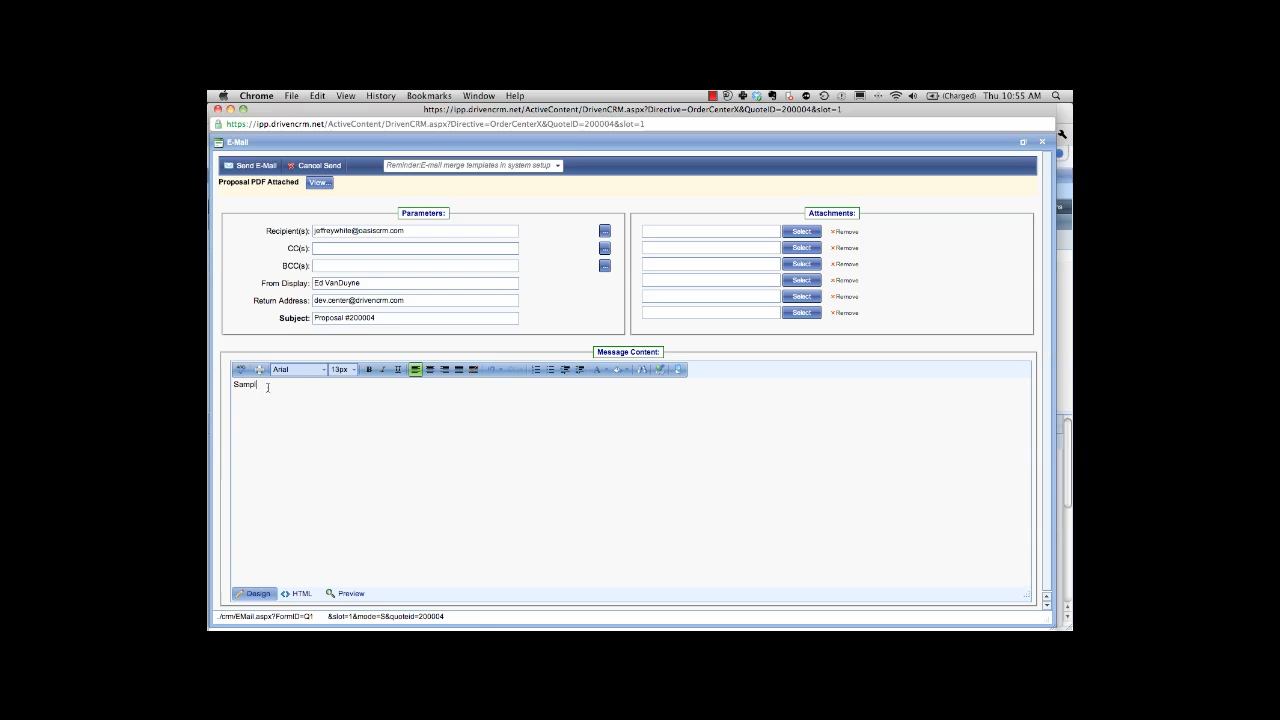 Chrome File Edit View History Bookmarks Window Help (Charged) Thu 10:55 AM
https://ipp.drivencrm.net/ActiveContent/DrivenCRM.aspx?Directive=OrderCenterX&QuoteID=200004&slot=1
https://ipp.drivencrm.net/ActiveContent/DrivenCRM.aspx?Directive=OrderCenterX&QuoteID=200004&slot=1
E-Mail
Send E-Mail Cancel Send Reminder:E-mail merge templates in system setup
Proposal PDF Attached View...
Parameters: Attachments:
Recipient(s): jeffreywhite@oasiscrm.com ... Select Remove
CC(s): ... Select Remove
BCC(s): ... Select Remove
From Display: Ed VanDuyne Select Remove
Return Address: dev.center@drivencrm.com Select Remove
Subject: Proposal #200004 Select Remove
Message Content:
Arial 13px B I U A
Sampl
Design HTML Preview
./crm/EMail.aspx?FormID=Q1 &slot=1&mode=S&quoteid=200004